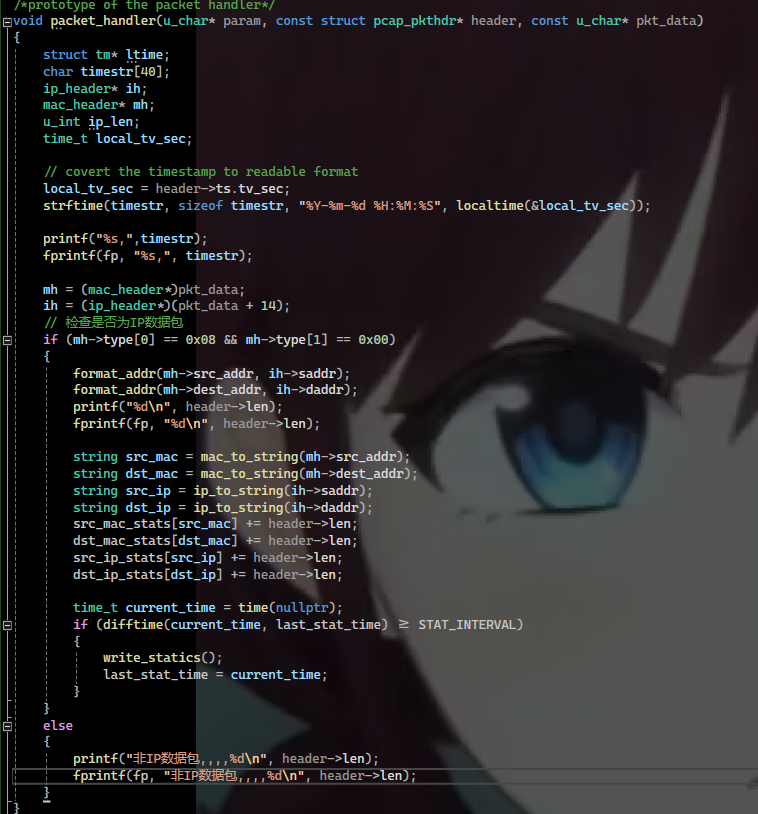 /*prototype of the packet handler*/
void packet_handler(u_char* param, const struct pcap_pkthdr* header, const u_char* pkt_data)
{
struct tm* ltime;
char timestr[40];
ip_header* ih;
mac_header* mh;
u_int ip_len;
time_t local_tv_sec;
// covert the timestamp to readable format
local_tv_sec = header->ts.tv_sec;
strftime(timestr, sizeof timestr, "%Y-%m-%d %H:%M:%S", localtime(&local_tv_sec));
printf("%s,",timestr);
fprintf(fp, "%s,", timestr);
mh = (mac_header*)pkt_data;
ih = (ip_header*)(pkt_data + 14);
// 检查是否为IP数据包
if (mh->type[0] == 0x08 && mh->type[1] == 0x00)
{
format_addr(mh->src_addr, ih->saddr);
format_addr(mh->dest_addr, ih->daddr);
printf("%d\n", header->len);
fprintf(fp, "%d\n", header->len);
string src_mac = mac_to_string(mh->src_addr);
string dst_mac = mac_to_string(mh->dest_addr);
string src_ip = ip_to_string(ih->saddr);
string dst_ip = ip_to_string(ih->daddr);
src_mac_stats[src_mac] += header->len;
dst_mac_stats[dst_mac] += header->len;
src_ip_stats[src_ip] += header->len;
dst_ip_stats[dst_ip] += header->len;
time_t current_time = time(nullptr);
if (difftime(current_time, last_stat_time) ≥ STAT_INTERVAL)
{
write_statics();
last_stat_time = current_time;
}
}
else
{
printf("非IP数据包,,,,%d\n", header->len);
fprintf(fp, "非IP数据包,,,,%d\n", header->len);
}
}